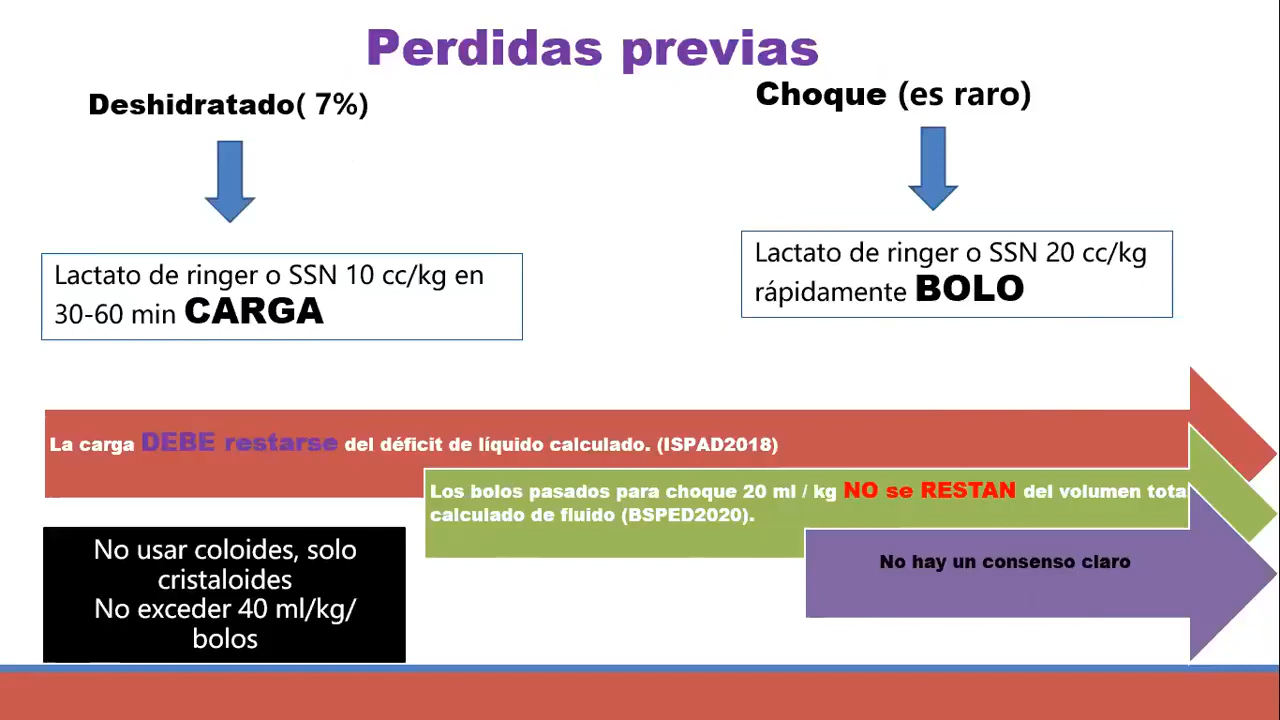 Perdidas previas
Deshidratado( 7%)
Choque (es raro)
Lactato de ringer o SSN 10 cc/kg en
30-60 min CARGA
Lactato de ringer o SSN 20 cc/kg
rápidamente BOLO
La carga DEBE restarse del déficit de líquido calculado. (ISPAD2018)
Los bolos pasados para choque 20 ml / kg NO se RESTAN del volumen tota
calculado de fluido (BSPED2020).
No hay un consenso claro
No usar coloides, solo
cristaloides
No exceder 40 ml/kg/
bolos